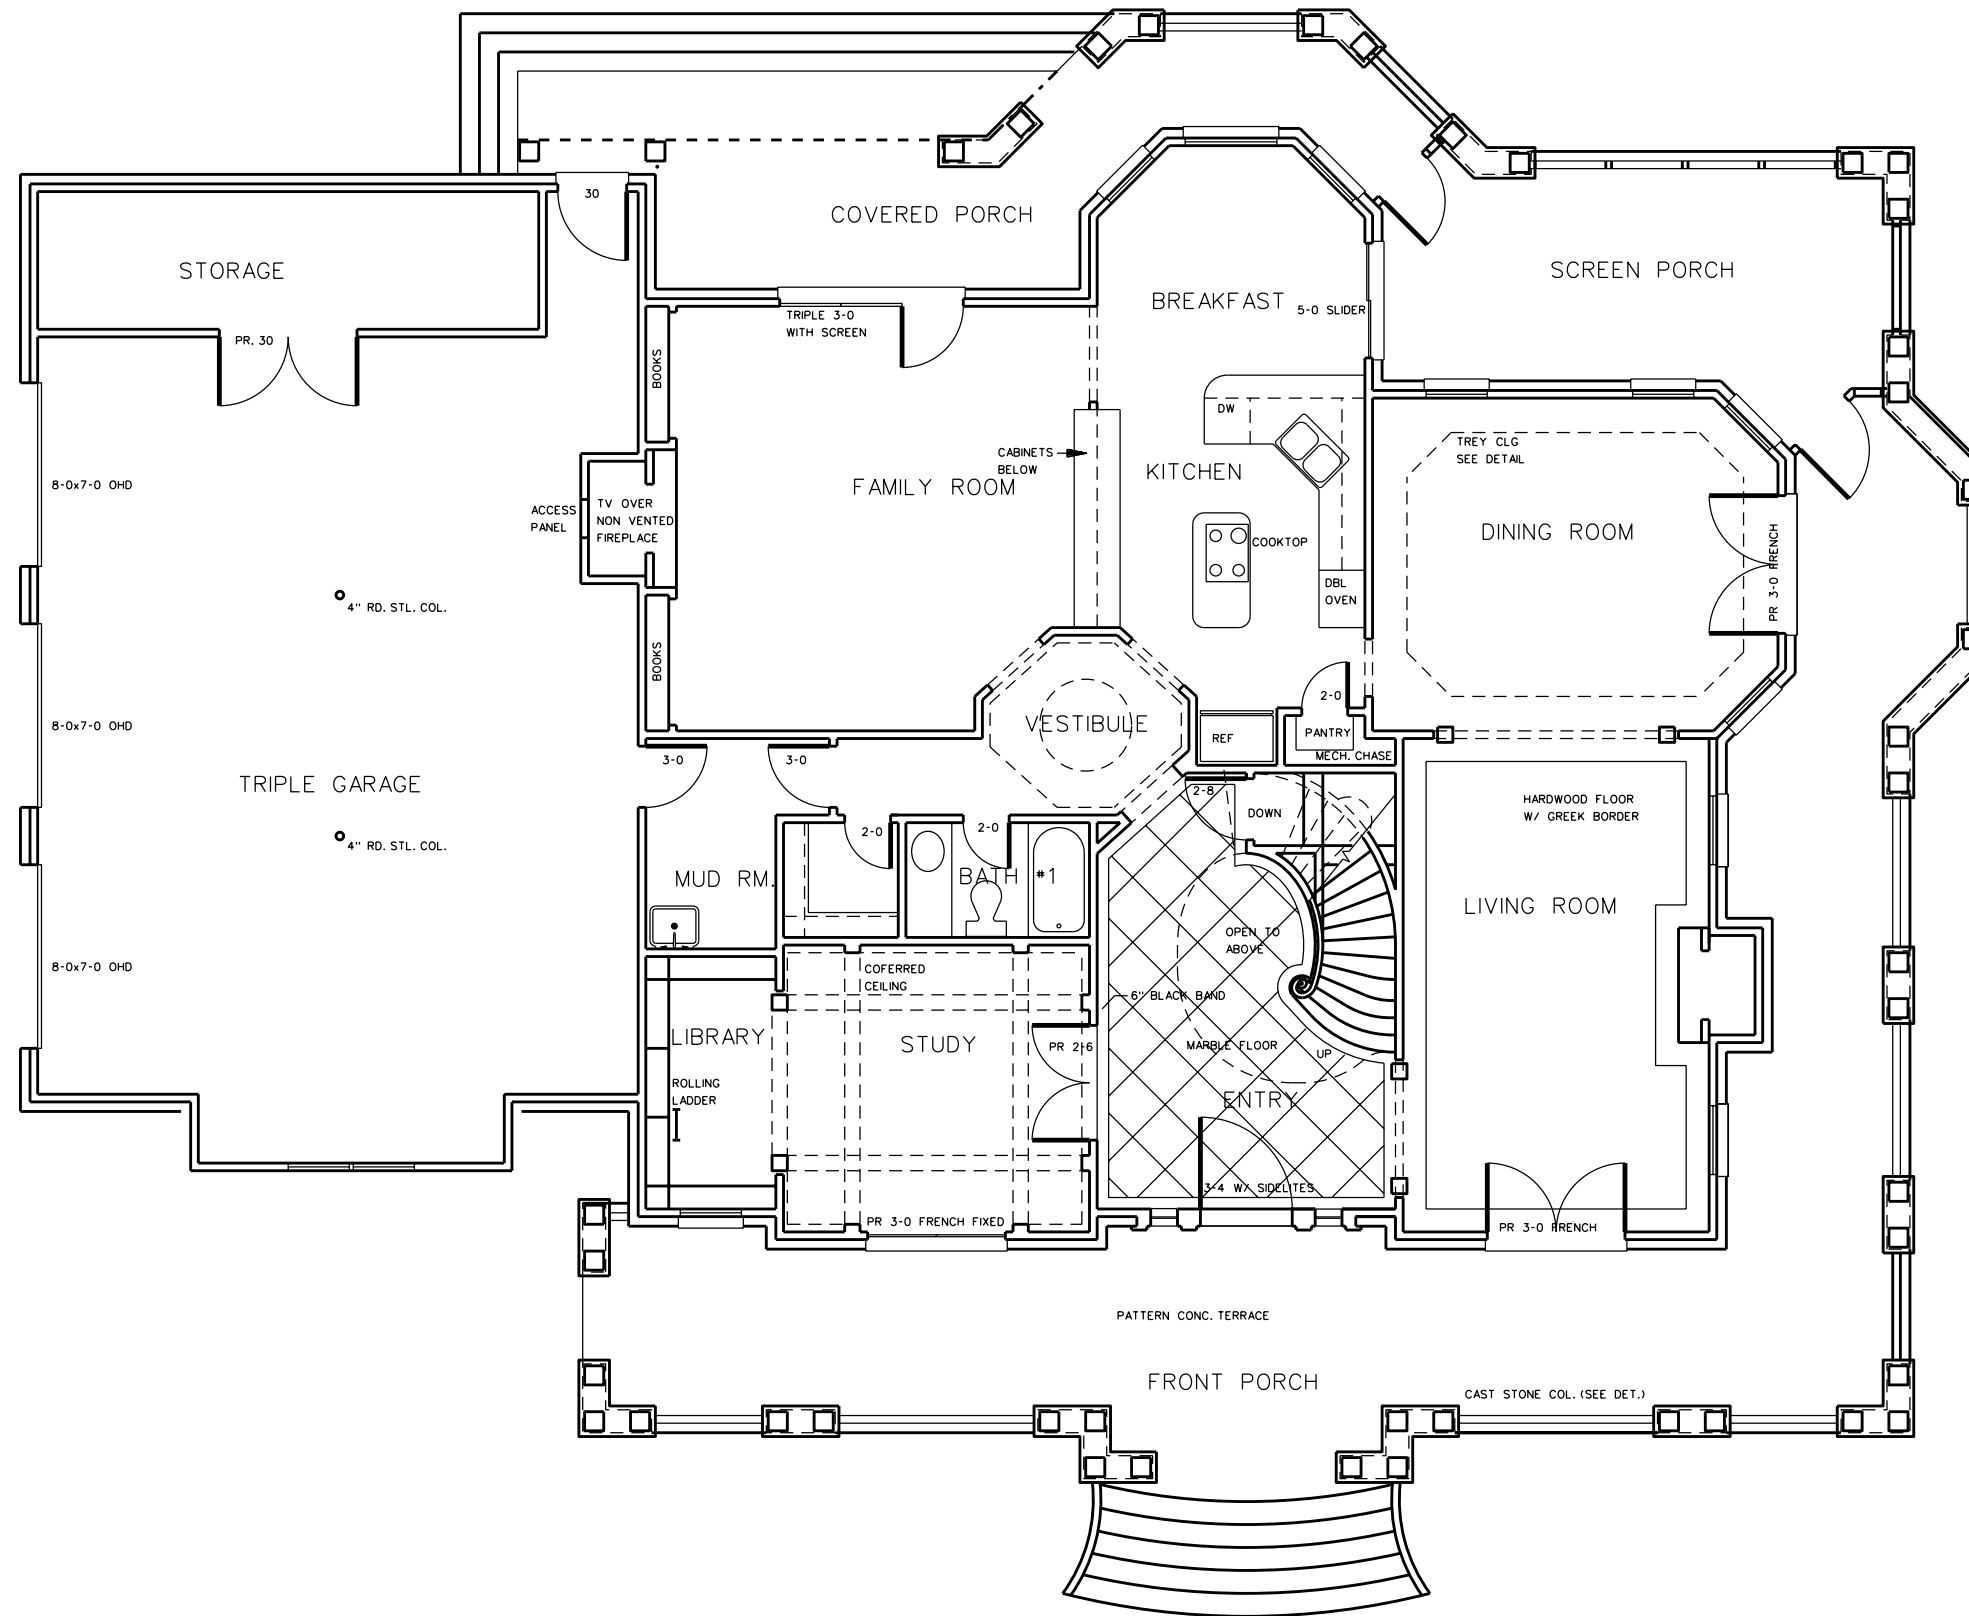 30
COVERED PORCH
STORAGE
SCREEN PORCH
BREAKFAST
5-0 SLIDER
TRIPLE 3-0
WITH SCREEN
PR. 30
BOOKS
DW
TREY CLG
SEE DETAIL
CABINETS
BELOW
KITCHEN
FAMILY ROOM
8-0x7-0 OHD
ACCESS
PANEL
TV OVER
NON VENTED
FIREPLACE
COOKTOP
DINING ROOM
PR 3-0 FRENCH
DBL
OVEN
4" RD. STL. COL.
BOOKS
2-0
8-0x7-0 OHD
VESTIBULE
REF
PANTRY
MECH. CHASE
3-0
3-0
TRIPLE GARAGE
2-8
DOWN
HARDWOOD FLOOR
W/ GREEK BORDER
2-0
2-0
4" RD. STL. COL.
MUD RM.
BATH #1
LIVING ROOM
OPEN TO
ABOVE
8-0x7-0 OHD
COFERRED
CEILING
6" BLACK BAND
LIBRARY
STUDY
PR 2-6
MARBLE FLOOR
UP
ROLLING
LADDER
ENTRY
3-4 W/ SIDELITES
PR 3-0 FRENCH FIXED
PR 3-0 FRENCH
PATTERN CONC. TERRACE
FRONT PORCH
CAST STONE COL. (SEE DET.)